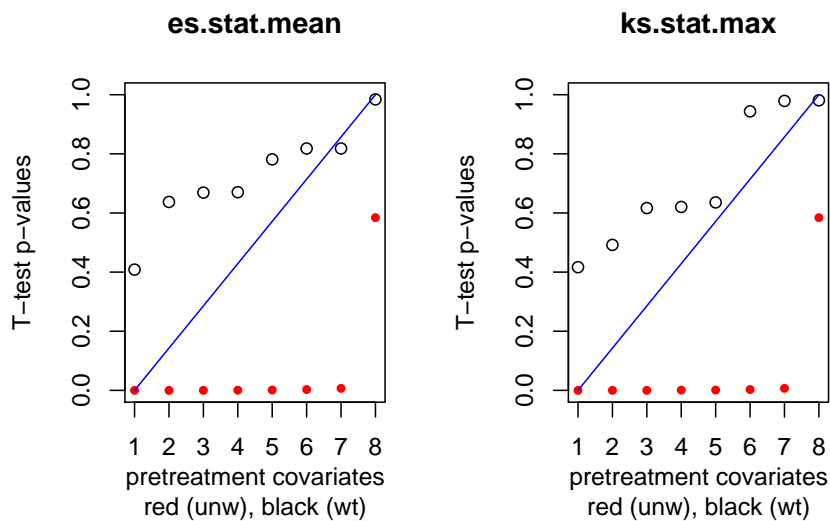 es.stat.mean
T−test p−values
0.0 0.2 0.4 0.6 0.8 1.0
1 2 3 4 5 6 7 8
pretreatment covariates
red (unw), black (wt)
ks.stat.max
T−test p−values
0.0 0.2 0.4 0.6 0.8 1.0
1 2 3 4 5 6 7 8
pretreatment covariates
red (unw), black (wt)